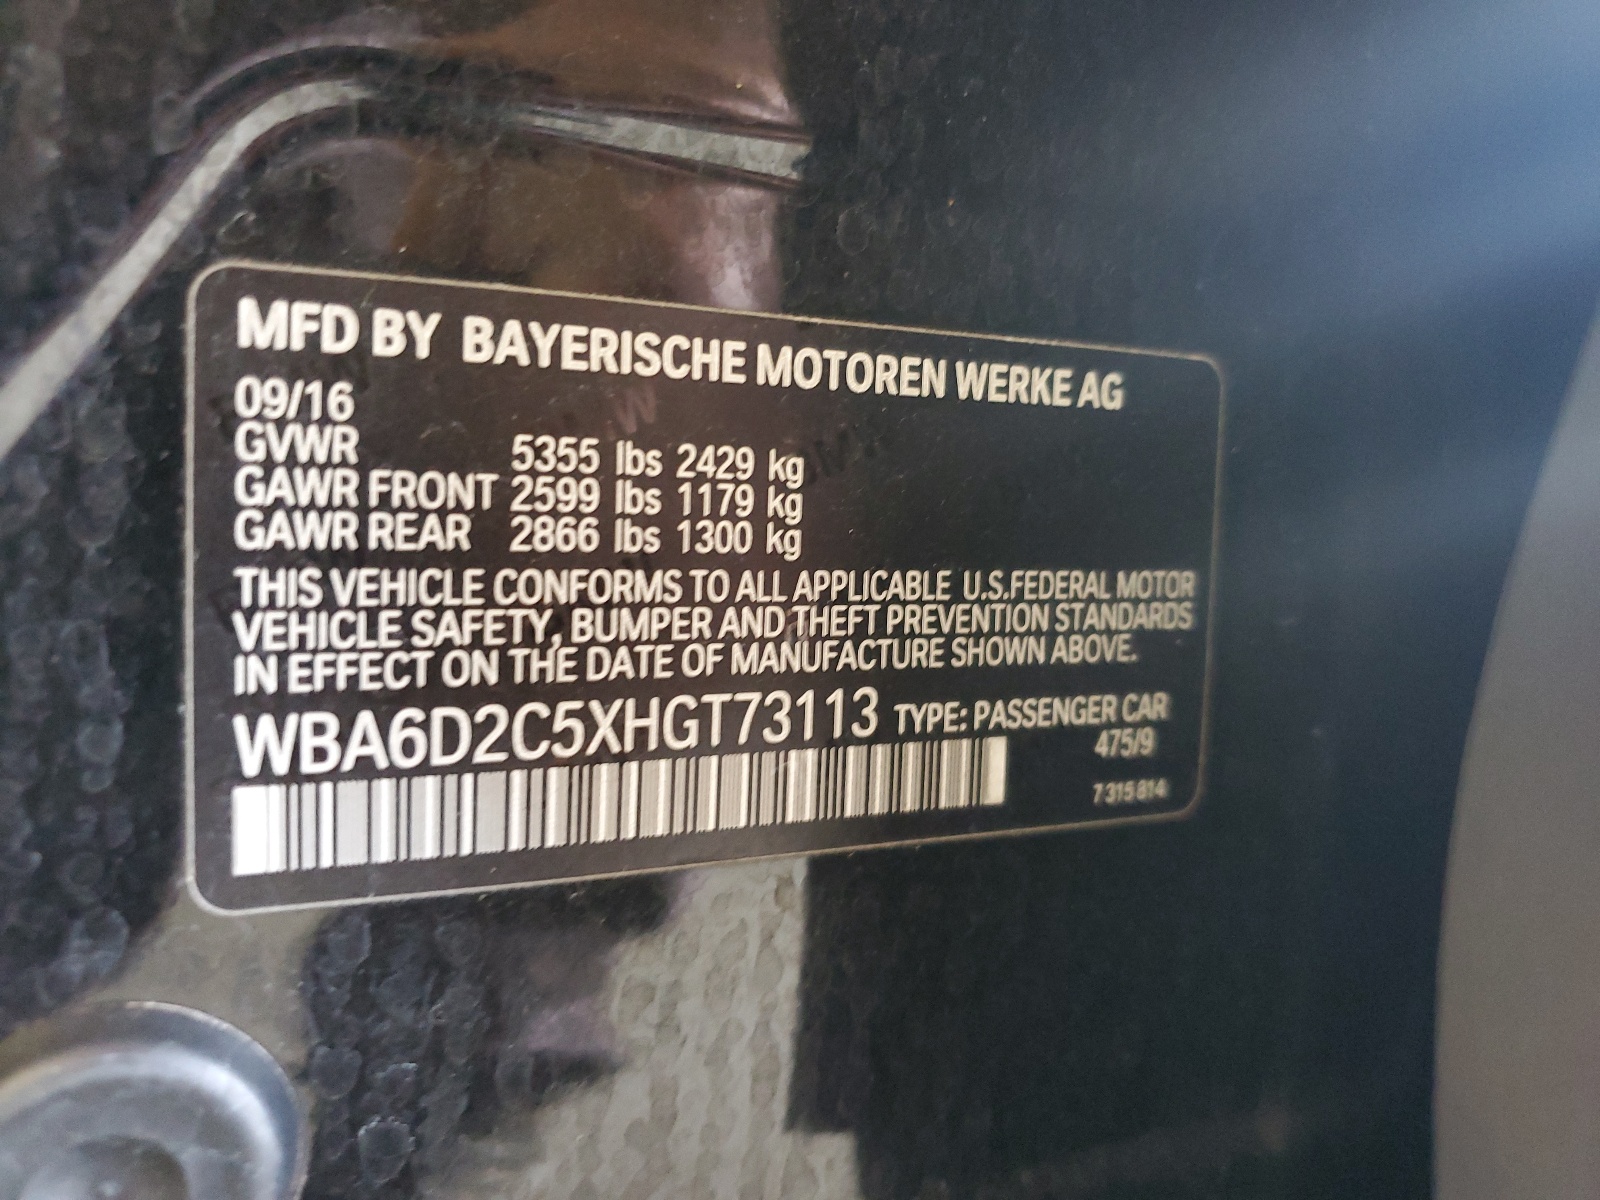 MFD BY BAYERISCHE MOTOREN WERKE AG
09/16
GVWR 5355 lbs 2429 kg
GAWR FRONT 2599 lbs 1179 kg
GAWR REAR 2866 lbs 1300 kg
THIS VEHICLE CONFORMS TO ALL APPLICABLE U.S.FEDERAL MOTOR
VEHICLE SAFETY, BUMPER AND THEFT PREVENTION STANDARDS
IN EFFECT ON THE DATE OF MANUFACTURE SHOWN ABOVE.
WBA6D2C5XHGT73113 TYPE: PASSENGER CAR
475/9
7 315 814